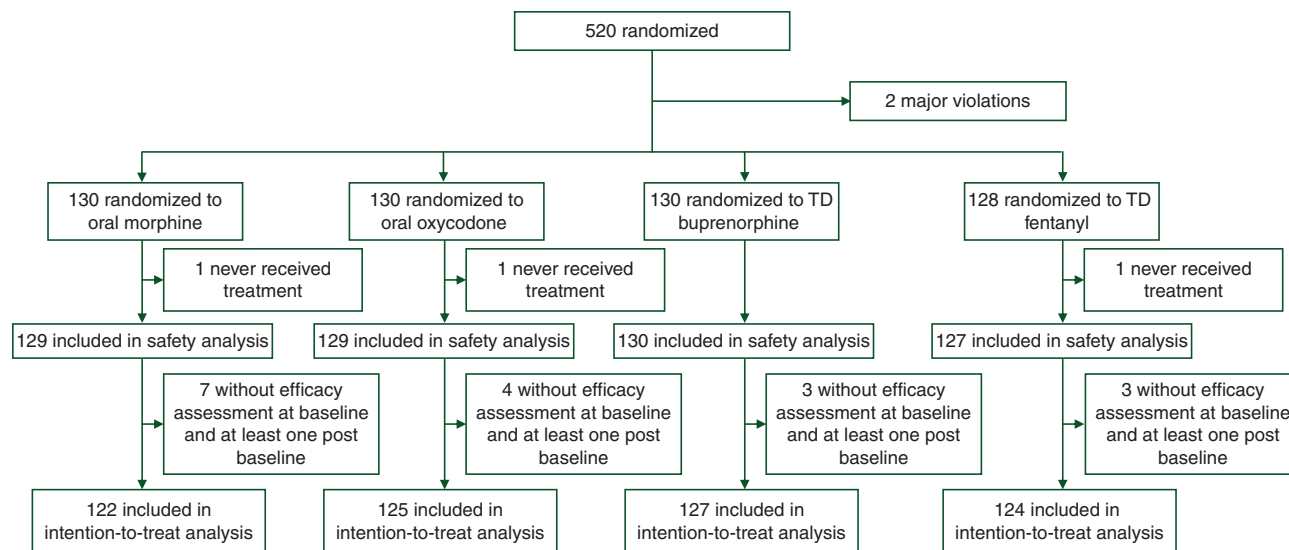 520 randomized
2 major violations
130 randomized to
oral morphine
130 randomized to
oral oxycodone
130 randomized to TD
buprenorphine
128 randomized to TD
fentanyl
1 never received
treatment
1 never received
treatment
1 never received
treatment
129 included in safety analysis
129 included in safety analysis
130 included in safety analysis
127 included in safety analysis
7 without efficacy
assessment at baseline
and at least one post
baseline
4 without efficacy
assessment at baseline
and at least one post
baseline
3 without efficacy
assessment at baseline
and at least one post
baseline
3 without efficacy
assessment at baseline
and at least one post
baseline
122 included in
intention-to-treat analysis
125 included in
intention-to-treat analysis
127 included in
intention-to-treat analysis
124 included in
intention-to-treat analysis